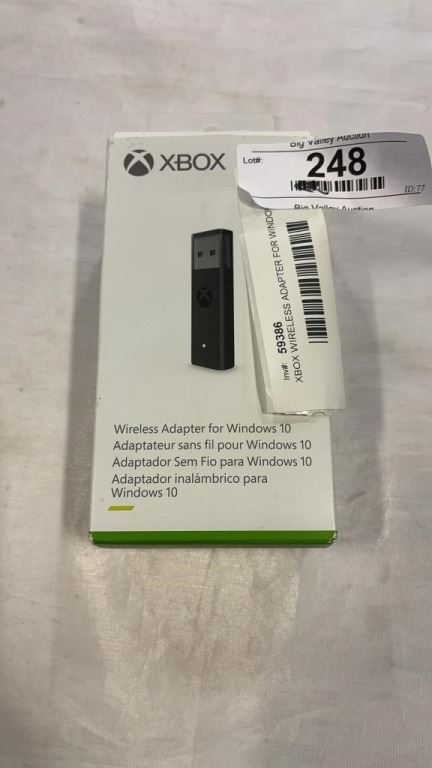 XBOX
Big Valley Auction
Lot#:
248
ID:77
Big Valley Auction
Inv#: 59386
XBOX WIRELESS ADAPTER FOR WINDO
Wireless Adapter for Windows 10
Adaptateur sans fil pour Windows 10
Adaptador Sem Fio para Windows 10
Adaptador inalámbrico para
Windows 10